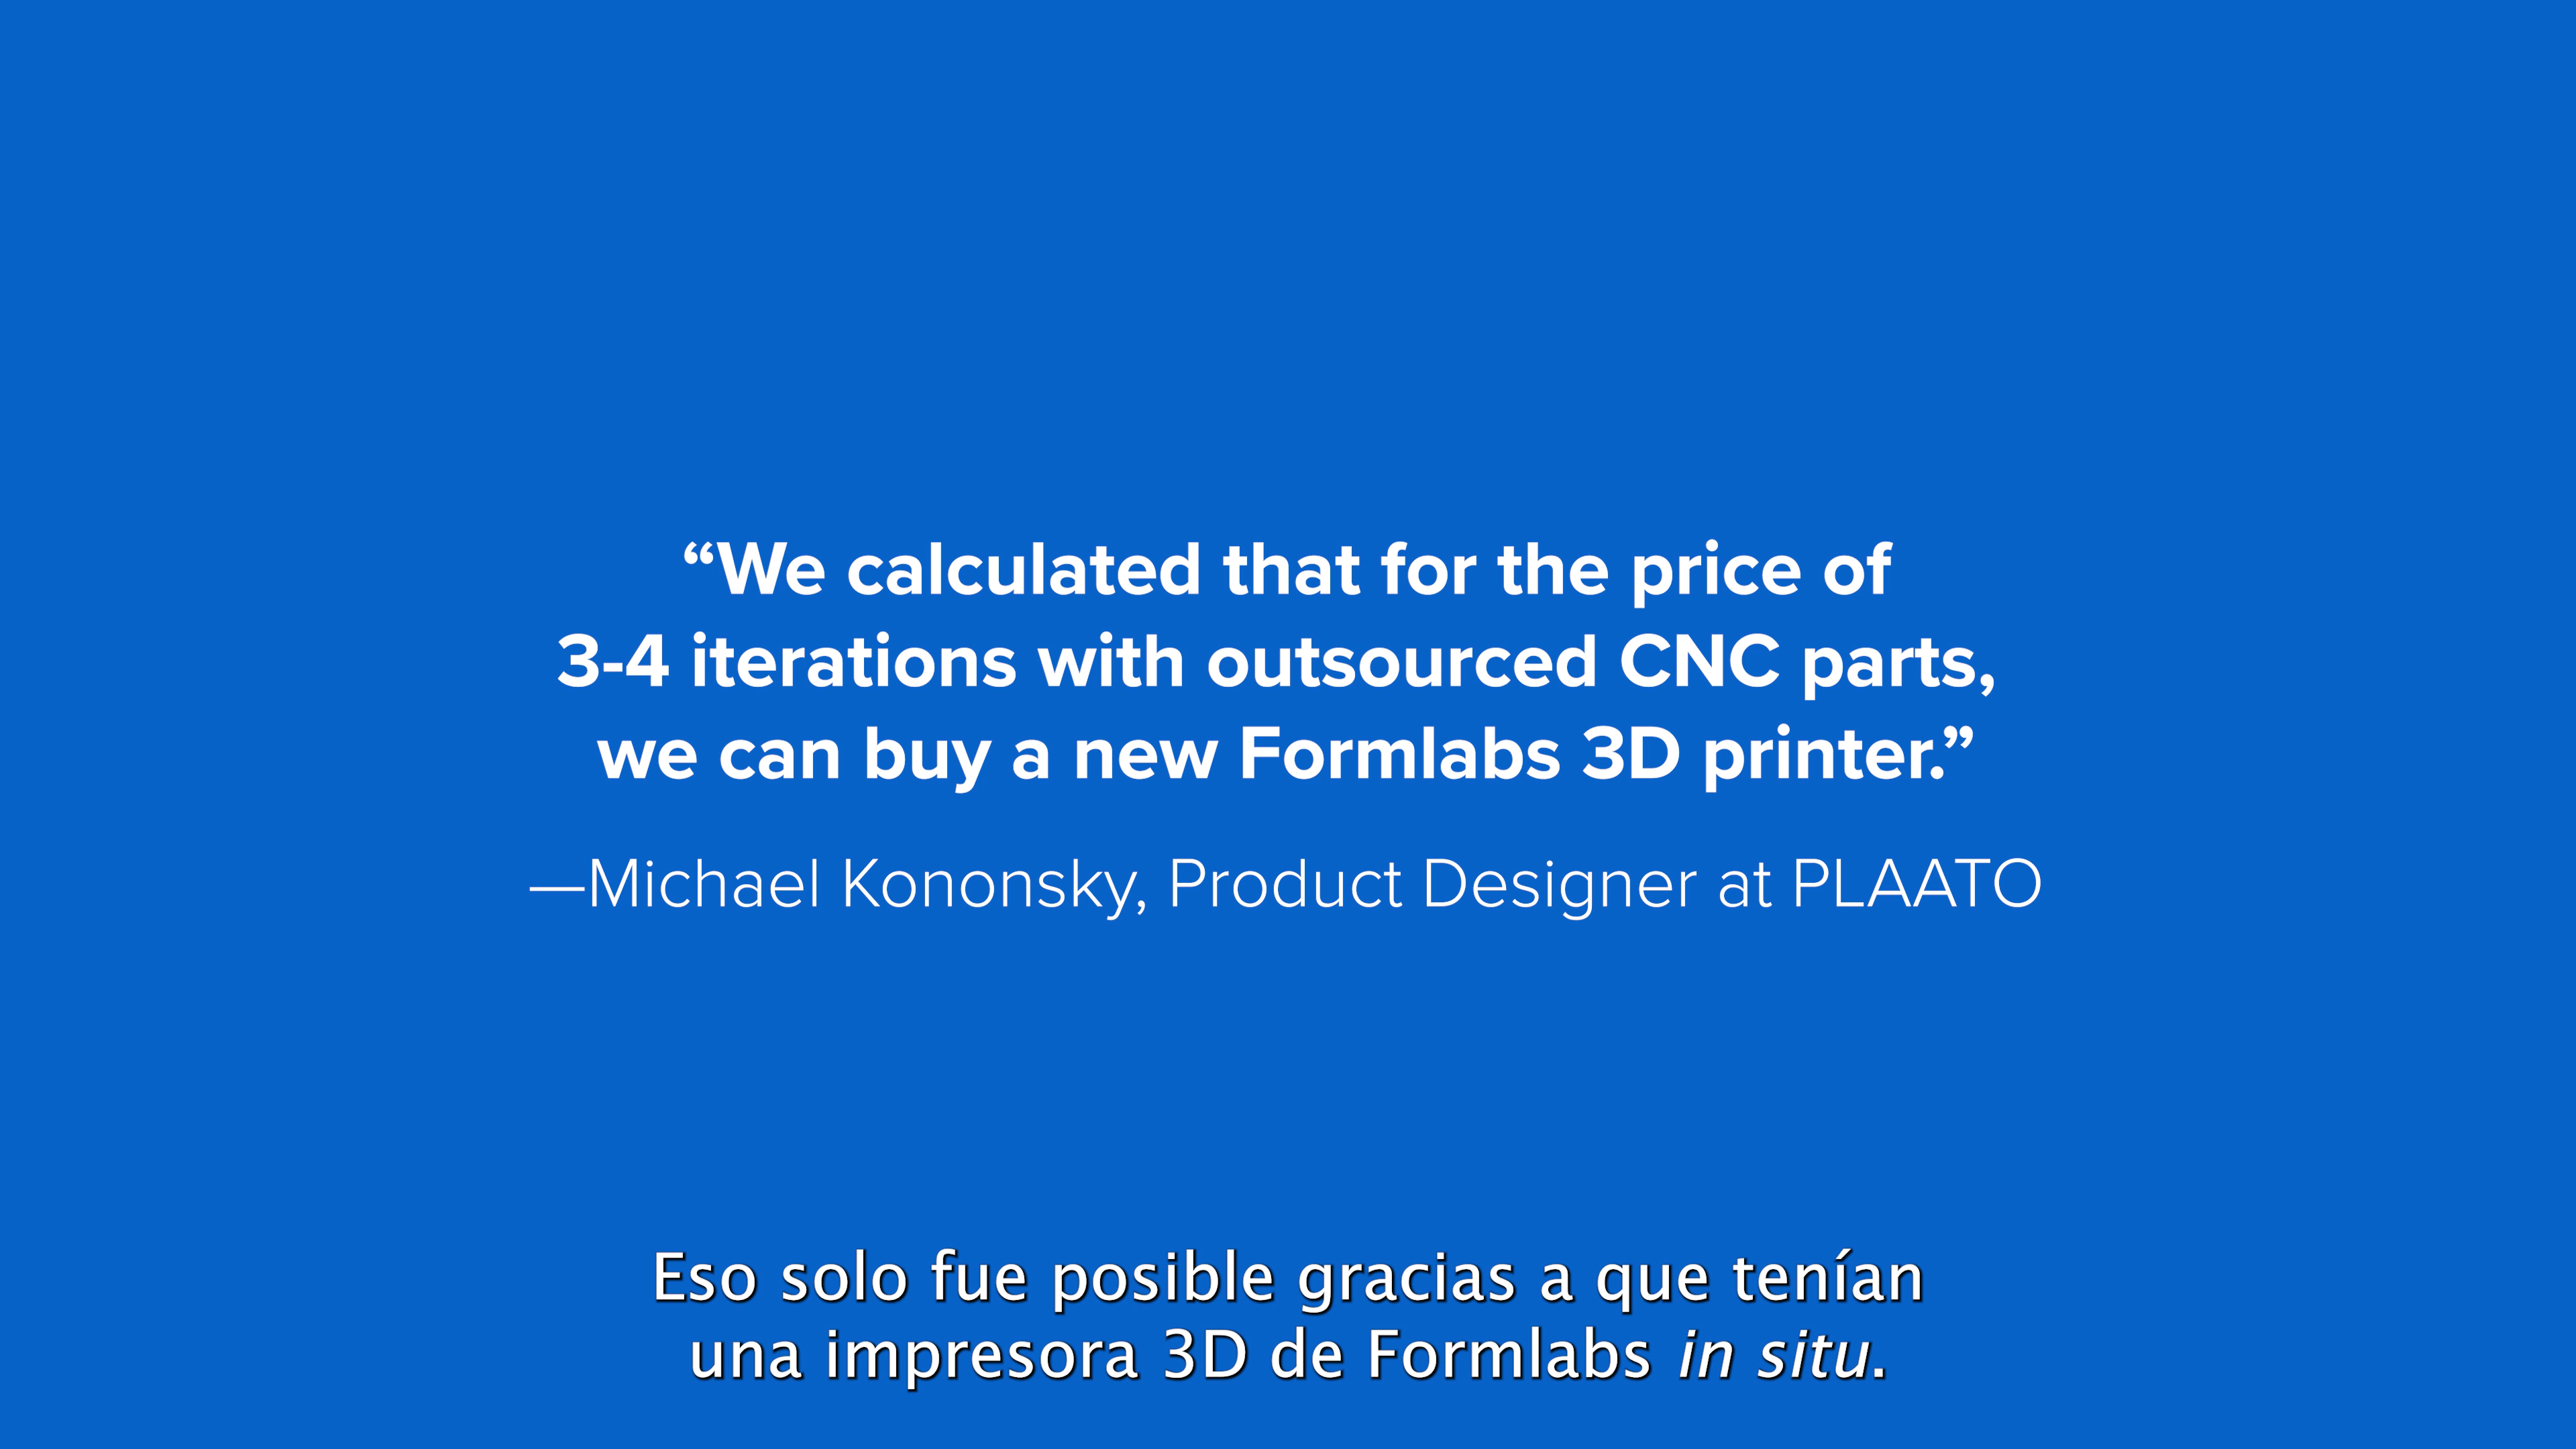 “We calculated that for the price of
3-4 iterations with outsourced CNC parts,
we can buy a new Formlabs 3D printer.”
—Michael Kononsky, Product Designer at PLAATO
Eso solo fue posible gracias a que tenían
una impresora 3D de Formlabs in situ.